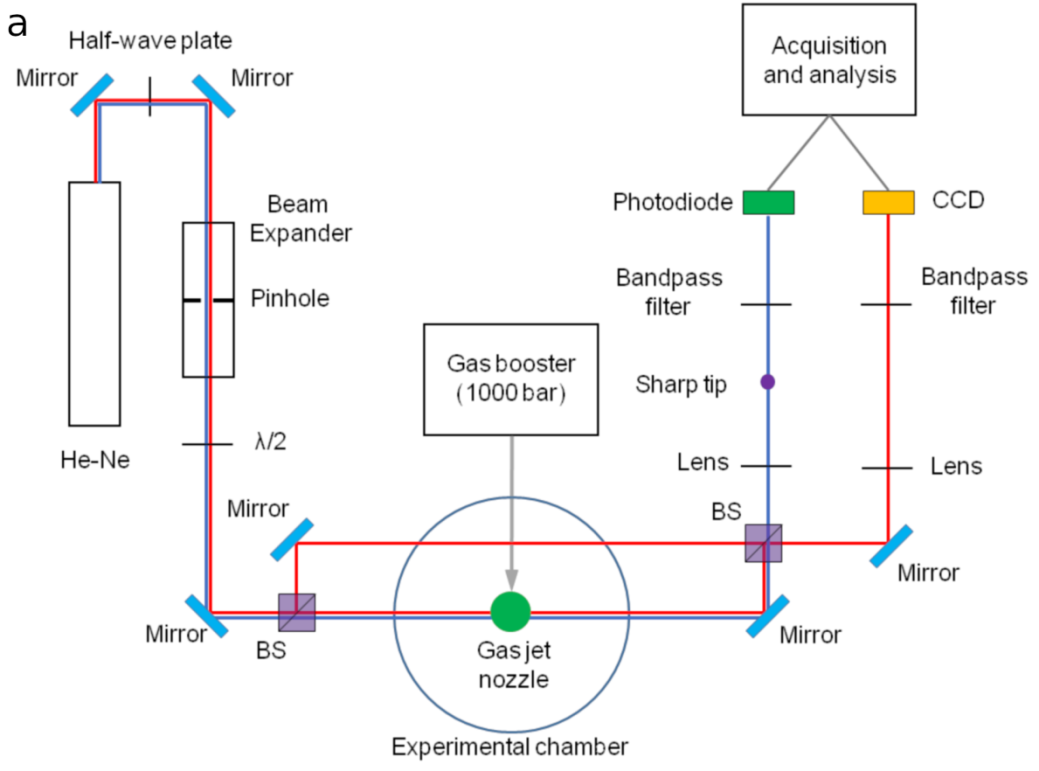 a
Half-wave plate
Mirror
Mirror
Acquisition
and analysis
Beam
Expander
Pinhole
Photodiode
CCD
Bandpass
filter
Bandpass
filter
Gas booster
(1000 bar)
Sharp tip
λ/2
He-Ne
Lens
Lens
Mirror
BS
Mirror
Mirror
BS
Gas jet
nozzle
Mirror
Experimental chamber